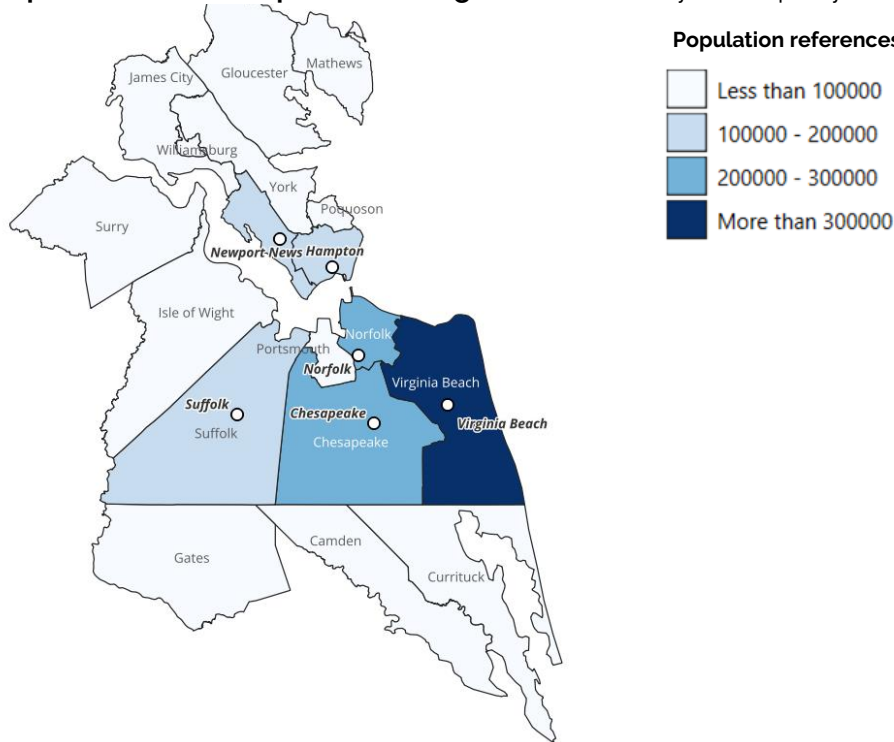 Population references
Less than 100000
100000 - 200000
200000 - 300000
More than 300000
Mathews
Gloucester
James City
Williamsburg
York
Poquoson
Surry
Newport News
Hampton
Isle of Wight
Norfolk
Portsmouth
Norfolk
Virginia Beach
Suffolk
Chesapeake
Virginia Beach
Suffolk
Chesapeake
Camden
Gates
Currituck